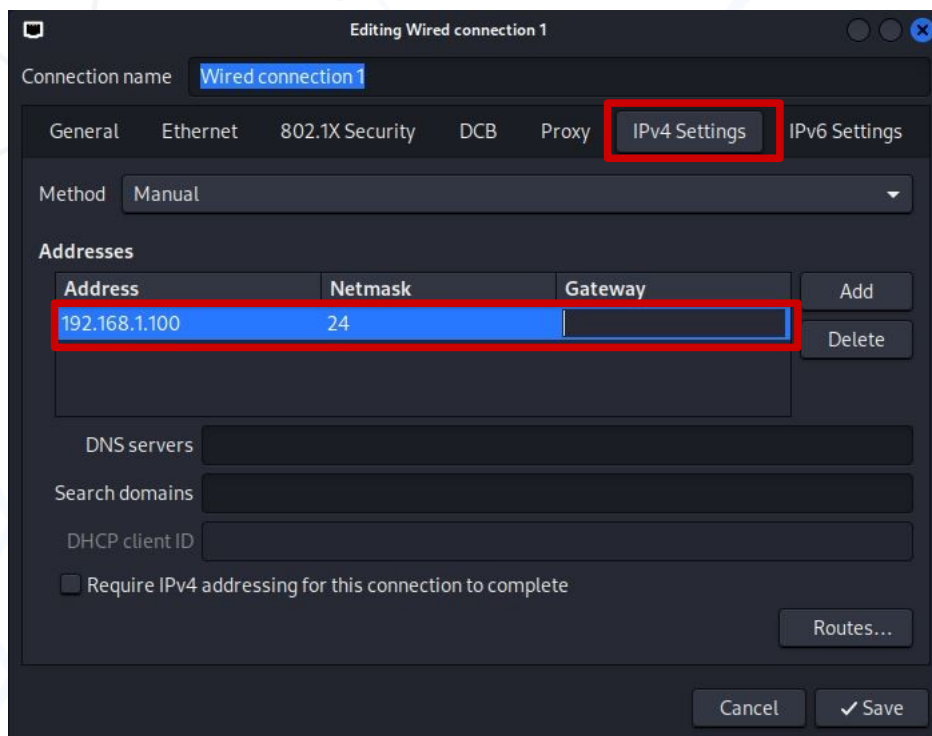 Editing Wired connection 1
Connection name Wired connection 1
General Ethernet 802.1X Security DCB Proxy IPv4 Settings IPv6 Settings
Method Manual
Addresses
Address Netmask Gateway
192.168.1.100 24
Add
Delete
DNS servers
Search domains
DHCP client ID
Require IPv4 addressing for this connection to complete
Routes...
Cancel Save